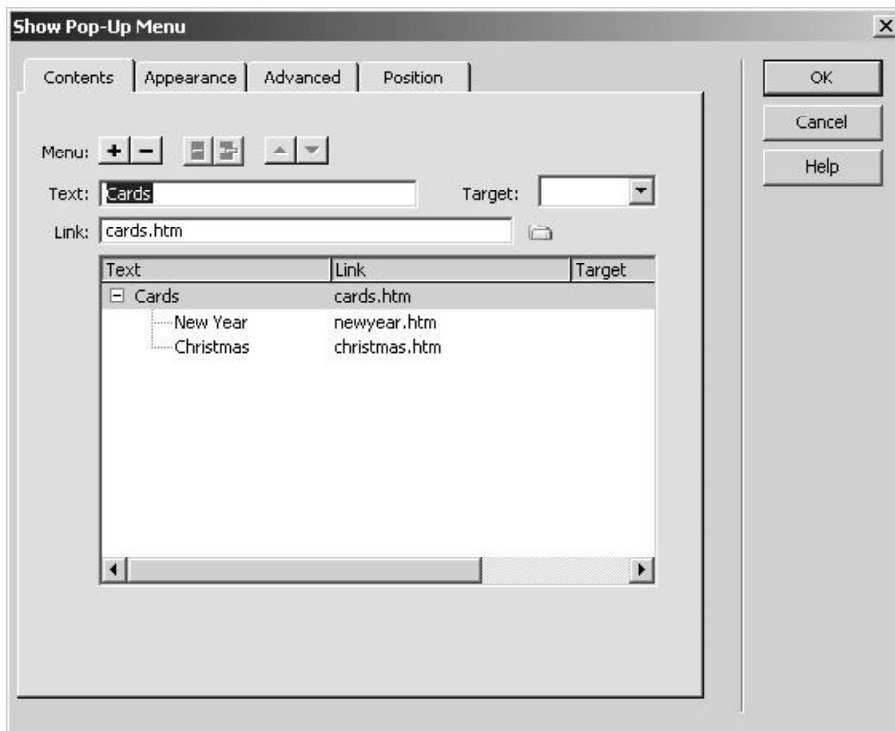 Show Pop-Up Menu
Contents Appearance Advanced Position
OK
Cancel
Help
Menu:
Text: Cards Target:
Link: cards.htm
Text Link Target
Cards cards.htm
New Year newyear.htm
Christmas christmas.htm